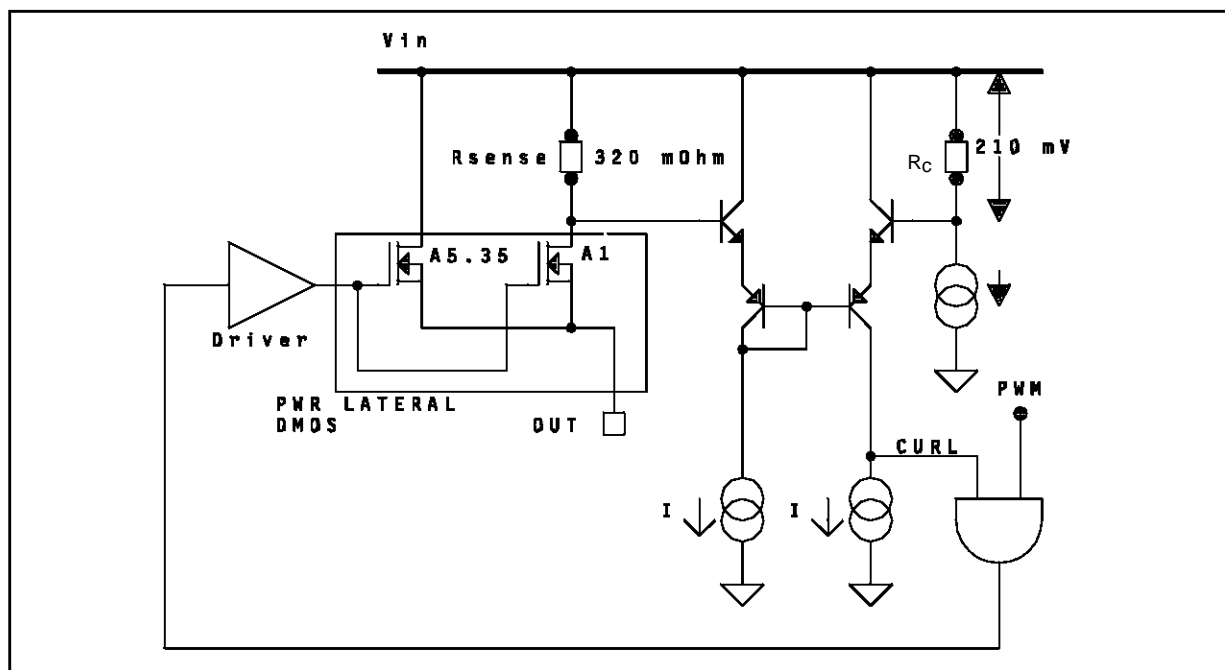 Vin
Rsense 320 mOhm
210 mV
RC
A5.35 A1
Driver
PWR LATERAL
DMOS
OUT
PWM
CURL
I I